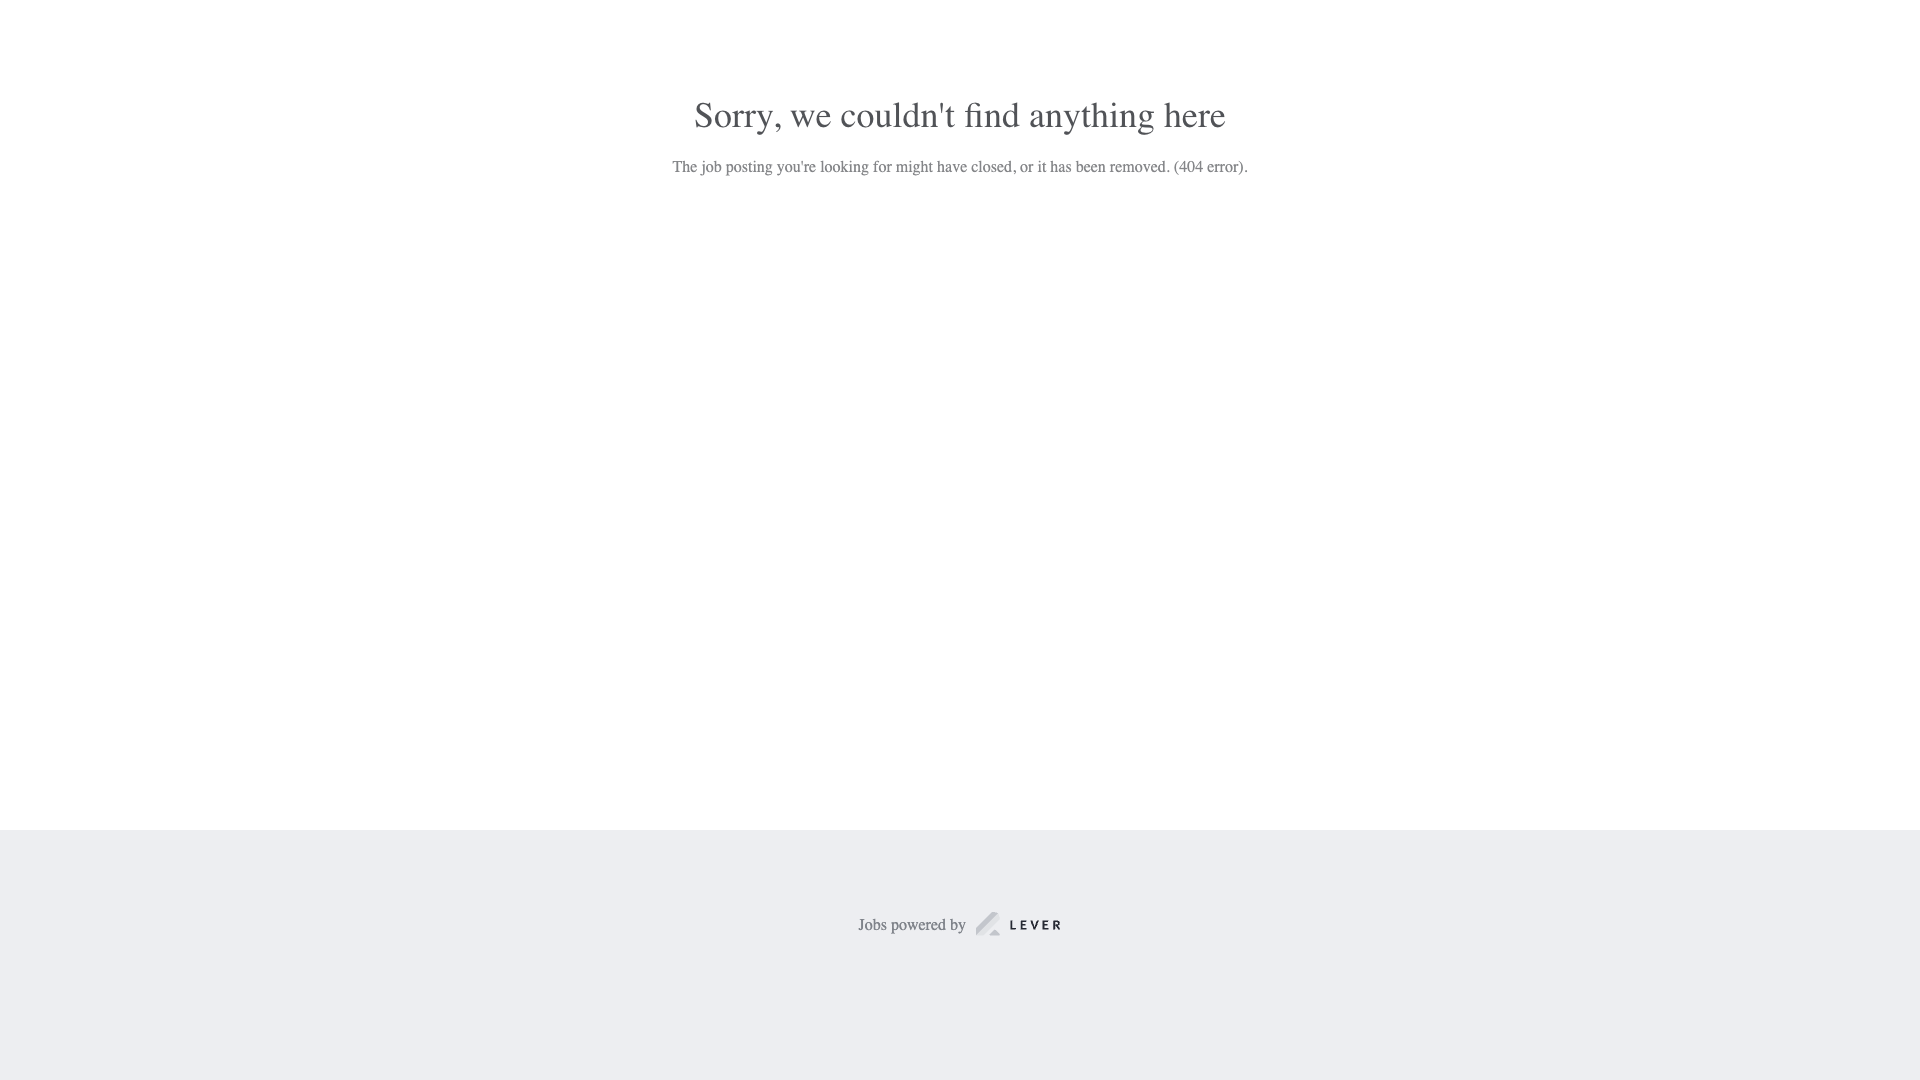 Sorry, we couldn't find anything here
The job posting you're looking for might have closed, or it has been removed. (404 error).
Jobs powered by LEVER